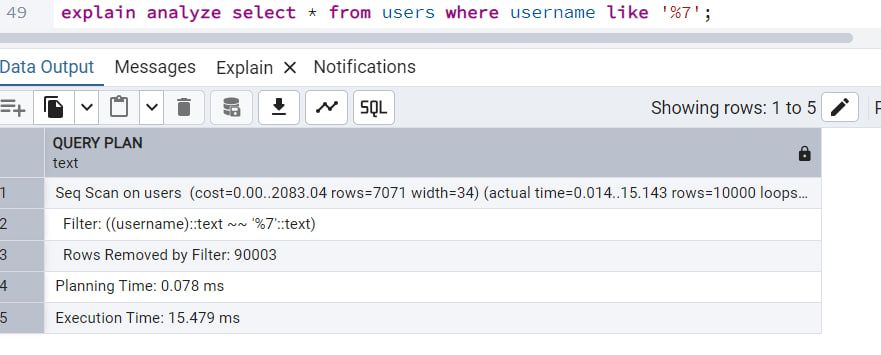 49 explain analyze select * from users where username like '%7';
Data Output Messages Explain × Notifications
SQL Showing rows: 1 to 5
QUERY PLAN
text
1 Seq Scan on users (cost=0.00..2083.04 rows=7071 width=34) (actual time=0.014..15.143 rows=10000 loops...
2 Filter: ((username)::text ~~ '%7'::text)
3 Rows Removed by Filter: 90003
4 Planning Time: 0.078 ms
5 Execution Time: 15.479 ms